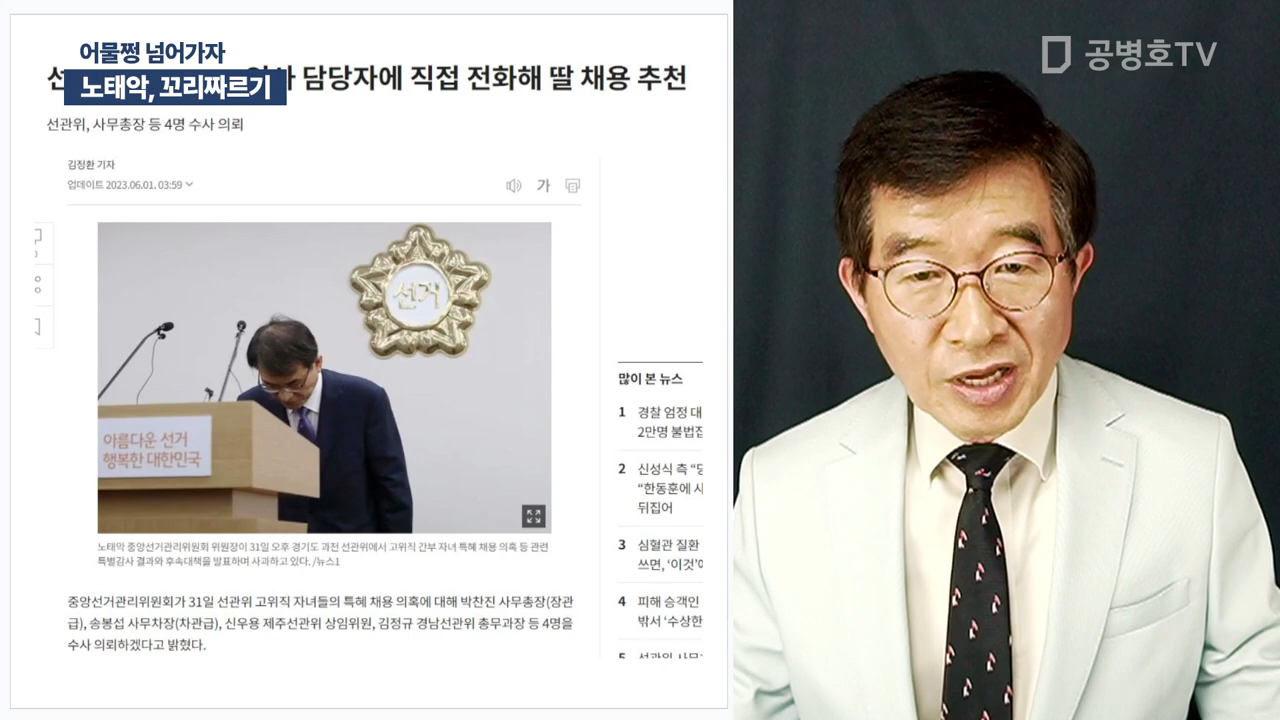 어물쩡 넘어가자
노태악, 꼬리짜르기
담당자에 직접 전화해 딸 채용 추천
선관위, 사무총장 등 4명 수사 의뢰
김정환 기자
업데이트 2023.06.01. 03:59
가
선거
아름다운 선거
행복한 대한민국
노태악 중앙선거관리위원회 위원장이 31일 오후 경기도 과천 선관위에서 고위직 간부 자녀 특혜 채용 의혹 등 관련
특별감사 결과와 후속대책을 발표하며 사과하고 있다. /뉴스1
중앙선거관리위원회가 31일 선관위 고위직 자녀들의 특혜 채용 의혹에 대해 박찬진 사무총장(장관
급), 송봉섭 사무차장(차관급), 신우용 제주선관위 상임위원, 김정규 경남선관위 총무과장 등 4명을
수사 의뢰하겠다고 밝혔다.
많이 본 뉴스
1 경찰 엄정 대
2만명 불법집
2 신성식 측 “당
“한동훈에 사
뒤집어
3 심혈관 질환
쓰면, ‘이것’이
4 피해 승객인
밖서 ‘수상한
5
공병호TV